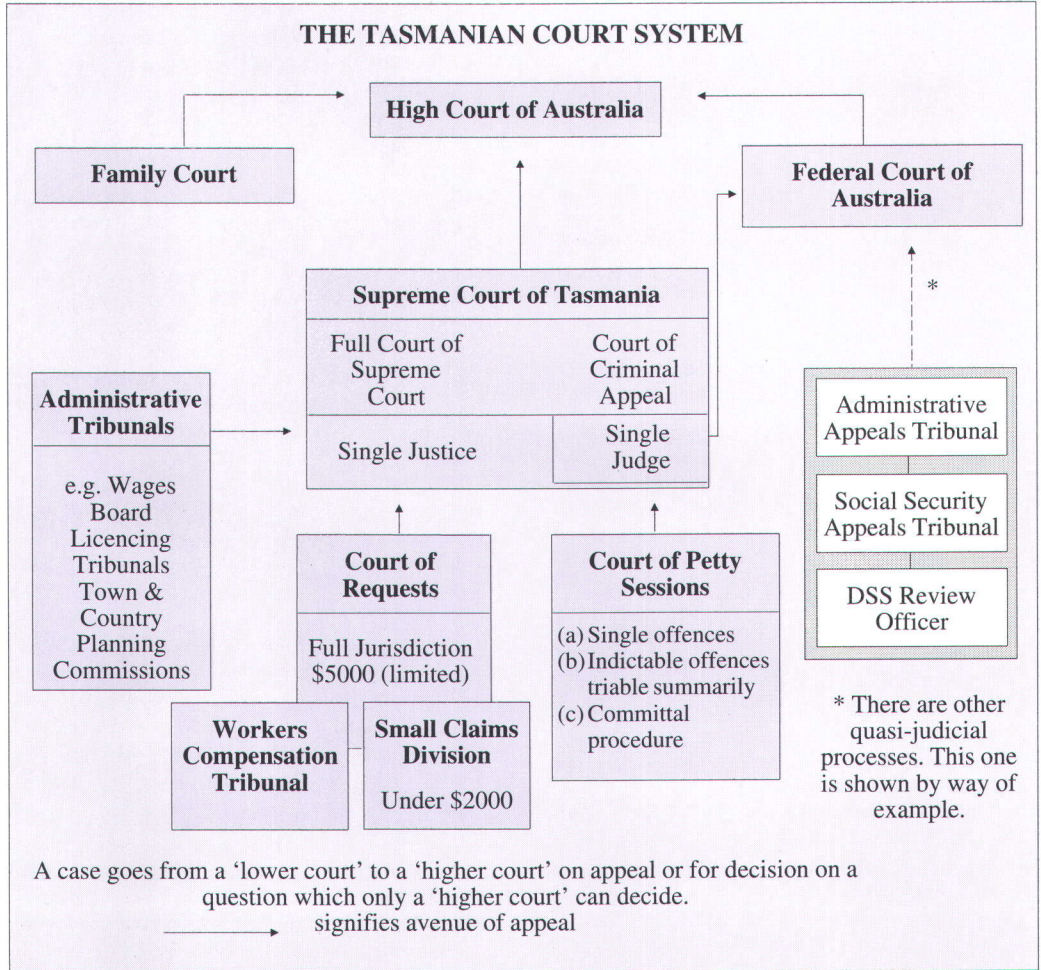 THE TASMANIAN COURT SYSTEM
High Court of Australia
Family Court
Federal Court of
Australia
*
Supreme Court of Tasmania
Full Court of
Supreme
Court
Court of
Criminal
Appeal
Single Justice
Single
Judge
Administrative
Tribunals
e.g. Wages
Board
Licencing
Tribunals
Town &
Country
Planning
Commissions
Administrative
Appeals Tribunal
Social Security
Appeals Tribunal
DSS Review
Officer
Court of
Requests
Full Jurisdiction
$5000 (limited)
Workers
Compensation
Tribunal
Small Claims
Division
Under $2000
Court of Petty
Sessions
(a) Single offences
(b) Indictable offences
triable summarily
(c) Committal
procedure
* There are other
quasi-judicial
processes. This one
is shown by way of
example.
A case goes from a ‘lower court’ to a ‘higher court’ on appeal or for decision on a
question which only a ‘higher court’ can decide.
signifies avenue of appeal